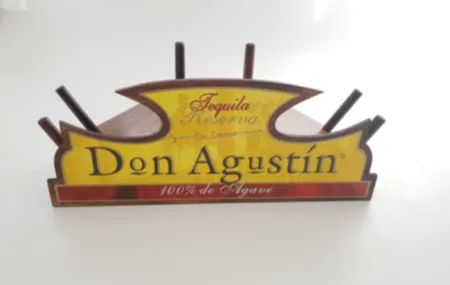 Tequila
Reserva
Don Agustín®
100% de Agave